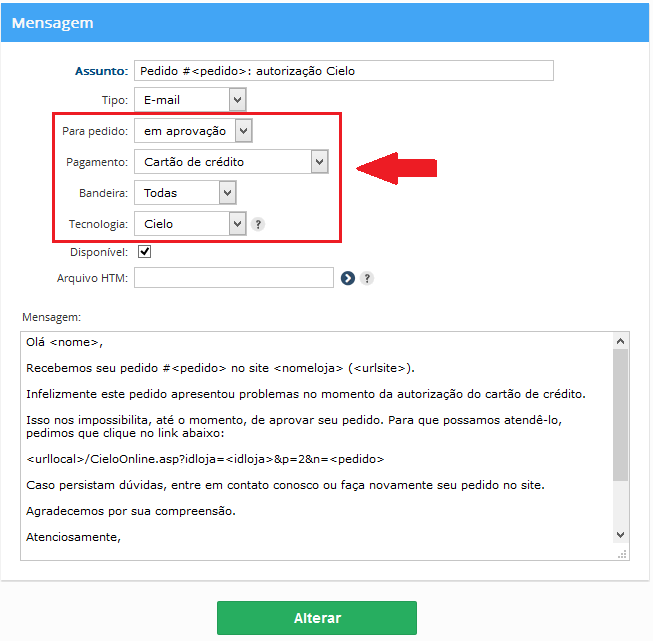 Mensagem
Assunto: Pedido #<pedido>: autorização Cielo
Tipo: E-mail
Para pedido: em aprovação
Pagamento: Cartão de crédito
Bandeira: Todas
Tecnologia: Cielo ?
Disponível:
Arquivo HTM: ?
Mensagem:
Olá <nome>,
Recebemos seu pedido #<pedido> no site <nomeloja> (<urlsite>).
Infelizmente este pedido apresentou problemas no momento da autorização do cartão de crédito.
Isso nos impossibilita, até o momento, de aprovar seu pedido. Para que possamos atendê-lo,
pedimos que clique no link abaixo:
<urllocal>/CieloOnline.asp?idloja=<idloja>&p=2&n=<pedido>
Caso persistam dúvidas, entre em contato conosco ou faça novamente seu pedido no site.
Agradecemos por sua compreensão.
Atenciosamente,
Alterar